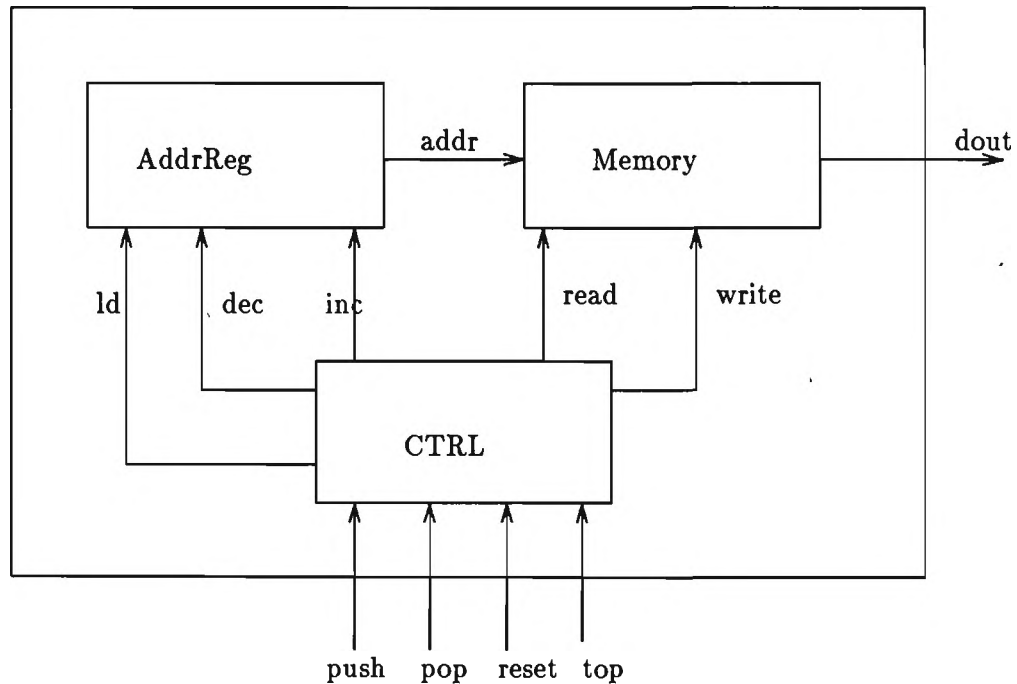 addr
dout
AddrReg
Memory
ld
dec
inc
read
write
CTRL
push
pop
reset
top